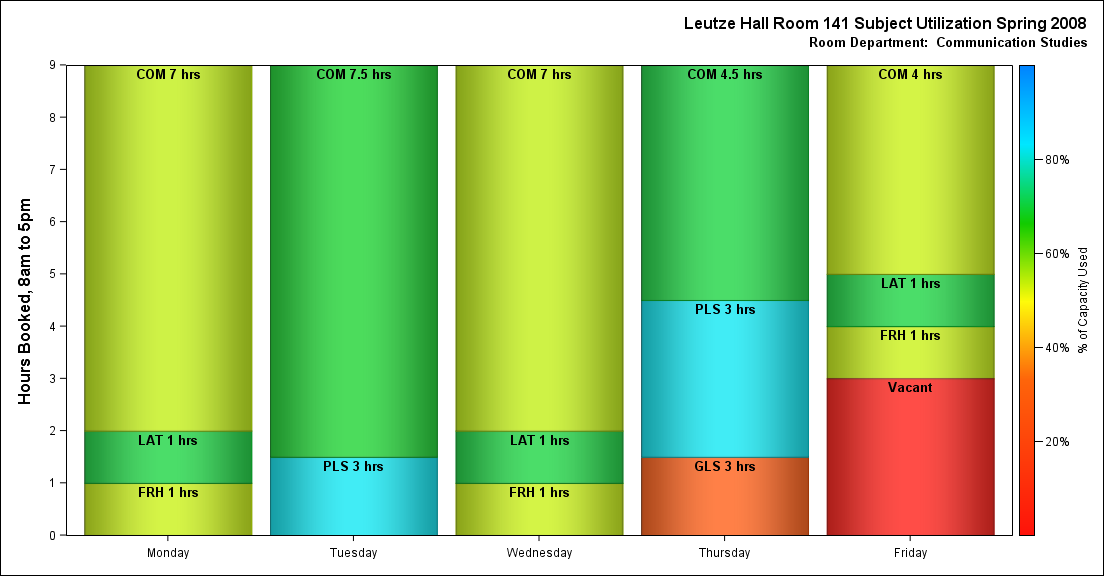 Leutze Hall Room 141 Subject Utilization Spring 2008
Room Department:  Communication Studies
Hours Booked, 8am to 5pm
9
8
7
6
5
4
3
2
1
0
COM 7 hrs
LAT 1 hrs
FRH 1 hrs
Monday
COM 7.5 hrs
PLS 3 hrs
Tuesday
COM 7 hrs
LAT 1 hrs
FRH 1 hrs
Wednesday
COM 4.5 hrs
PLS 3 hrs
GLS 3 hrs
Thursday
COM 4 hrs
LAT 1 hrs
FRH 1 hrs
Vacant
Friday
80%
60%
40%
20%
% of Capacity Used